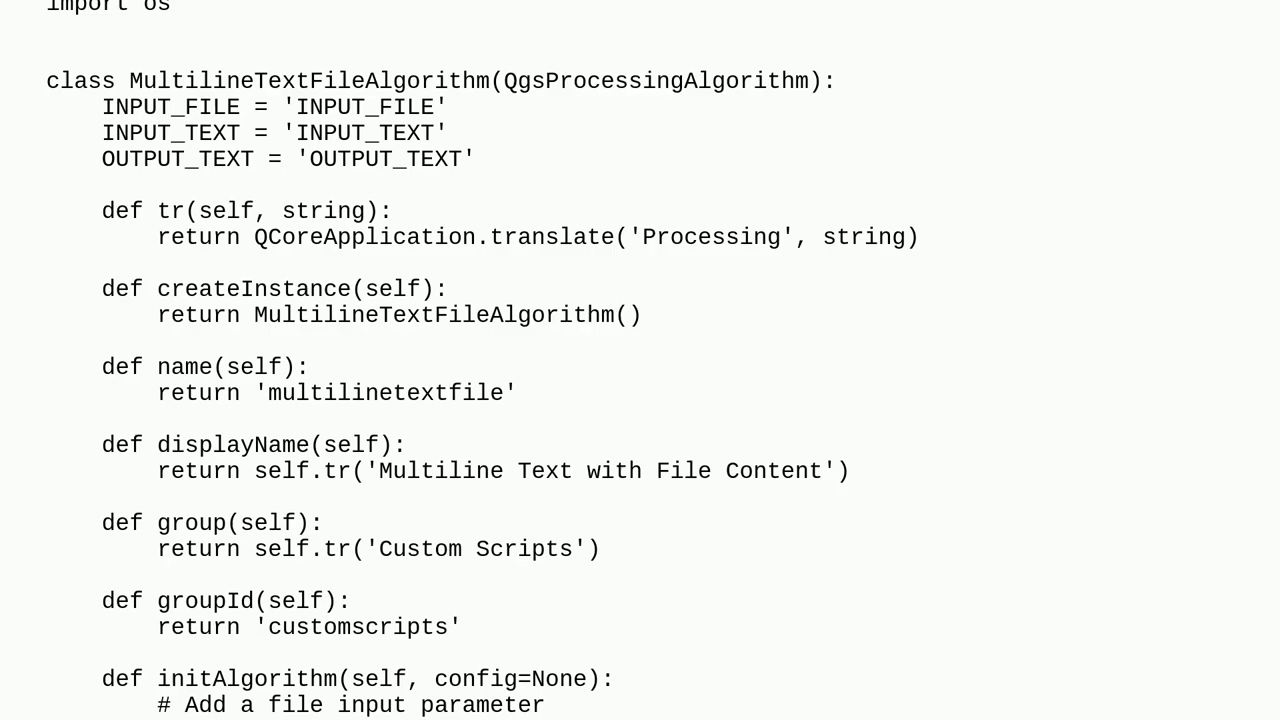 import os
class MultilineTextFileAlgorithm(QgsProcessingAlgorithm):
    INPUT_FILE = 'INPUT_FILE'
    INPUT_TEXT = 'INPUT_TEXT'
    OUTPUT_TEXT = 'OUTPUT_TEXT'
    def tr(self, string):
        return QCoreApplication.translate('Processing', string)
    def createInstance(self):
        return MultilineTextFileAlgorithm()
    def name(self):
        return 'multilinetextfile'
    def displayName(self):
        return self.tr('Multiline Text with File Content')
    def group(self):
        return self.tr('Custom Scripts')
    def groupId(self):
        return 'customscripts'
    def initAlgorithm(self, config=None):
        # Add a file input parameter